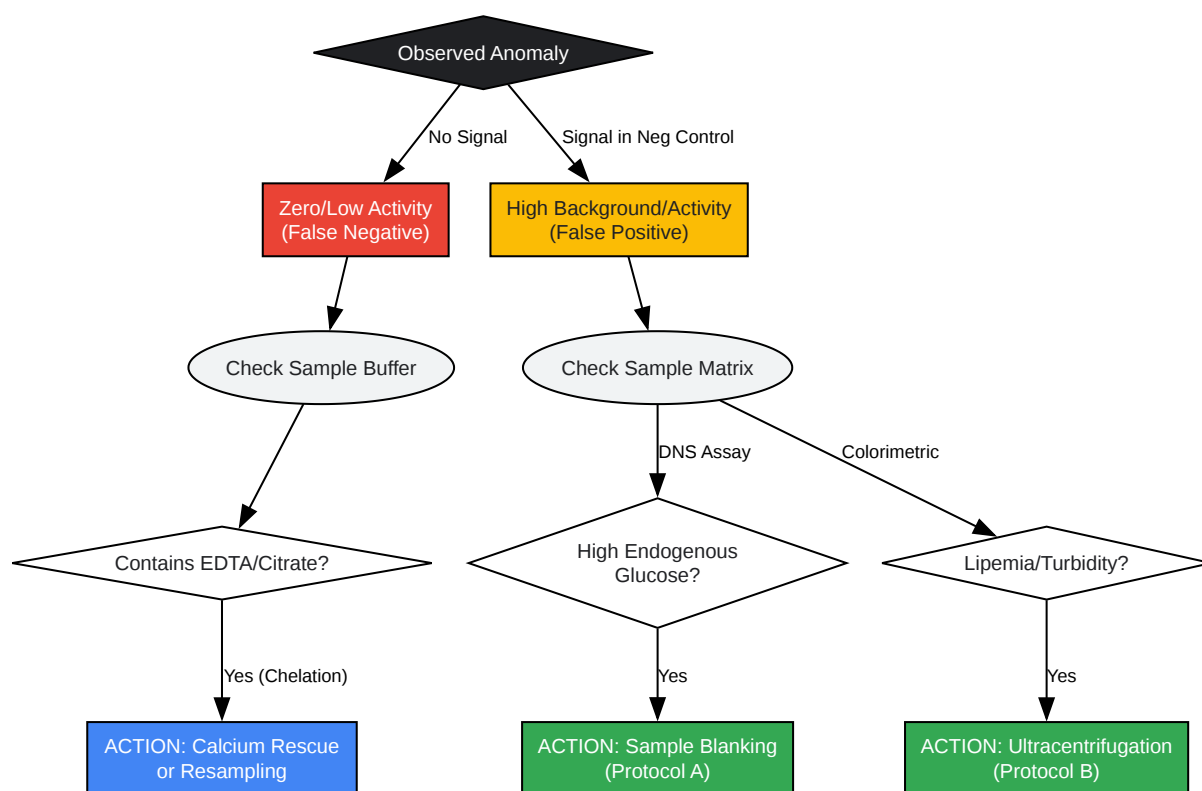 Observed Anomaly
No Signal
Signal in Neg Control
Zero/Low Activity
(False Negative)
High Background/Activity
(False Positive)
Check Sample Buffer
Check Sample Matrix
DNS Assay
Colorimetric
Contains EDTA/Citrate?
High Endogenous
Glucose?
Lipemia/Turbidity?
Yes (Chelation)
Yes
Yes
ACTION: Calcium Rescue
or Resampling
ACTION: Sample Blanking
(Protocol A)
ACTION: Ultracentrifugation
(Protocol B)